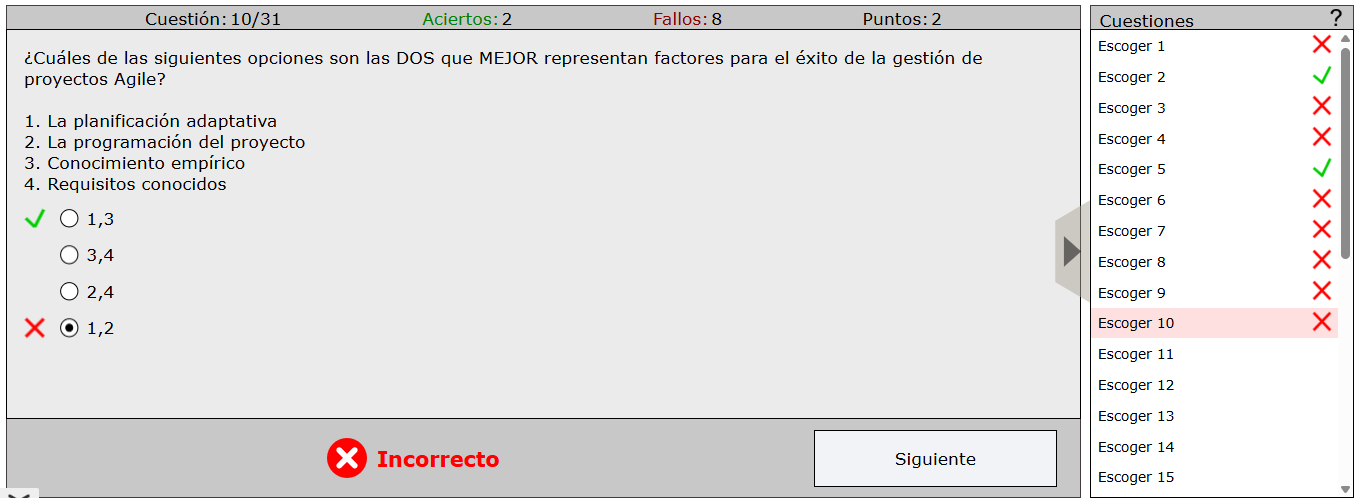 Cuestión: 10/31 Aciertos: 2 Fallos: 8 Puntos: 2
¿Cuáles de las siguientes opciones son las DOS que MEJOR representan factores para el éxito de la gestión de
proyectos Agile?
1. La planificación adaptativa
2. La programación del proyecto
3. Conocimiento empírico
4. Requisitos conocidos
1,3
3,4
2,4
1,2
Incorrecto
Siguiente
Cuestiones ?
Escoger 1
Escoger 2
Escoger 3
Escoger 4
Escoger 5
Escoger 6
Escoger 7
Escoger 8
Escoger 9
Escoger 10
Escoger 11
Escoger 12
Escoger 13
Escoger 14
Escoger 15